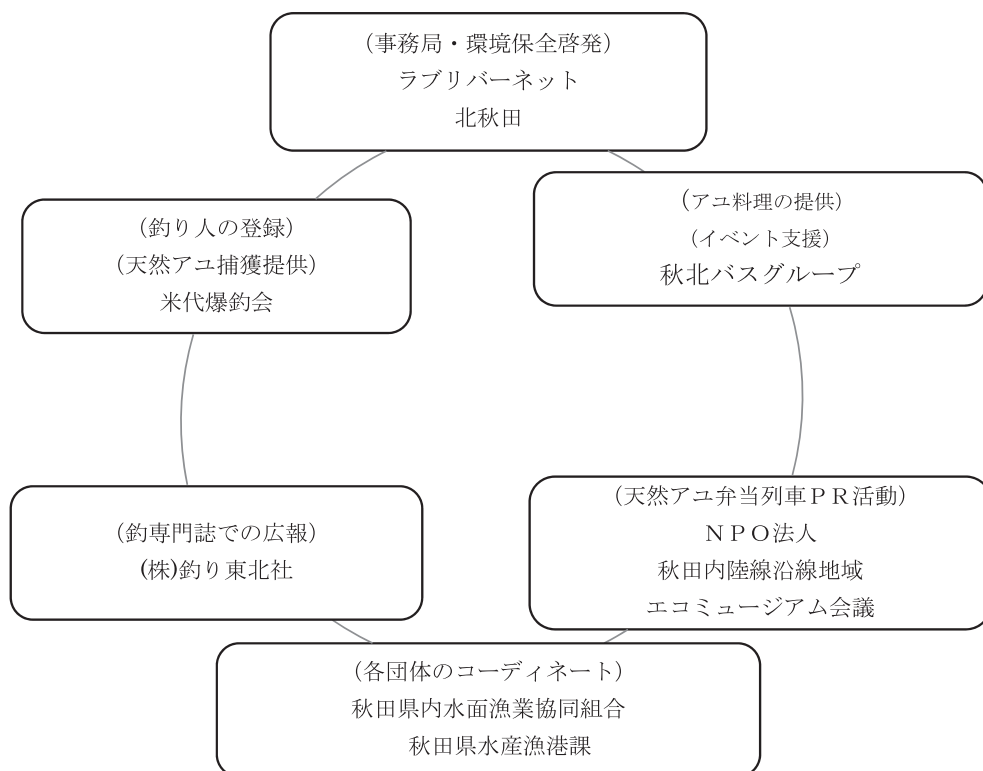 (事務局・環境保全啓発)
ラブリバーネット
北秋田
(アユ料理の提供)
(イベント支援)
秋北バスグループ
(釣り人の登録)
(天然アユ捕獲提供)
米代爆釣会
(天然アユ弁当列車ＰＲ活動)
ＮＰＯ法人
秋田内陸線沿線地域
エコミュージアム会議
(釣専門誌での広報)
(株)釣り東北社
(各団体のコーディネート)
秋田県内水面漁業協同組合
秋田県水産漁港課